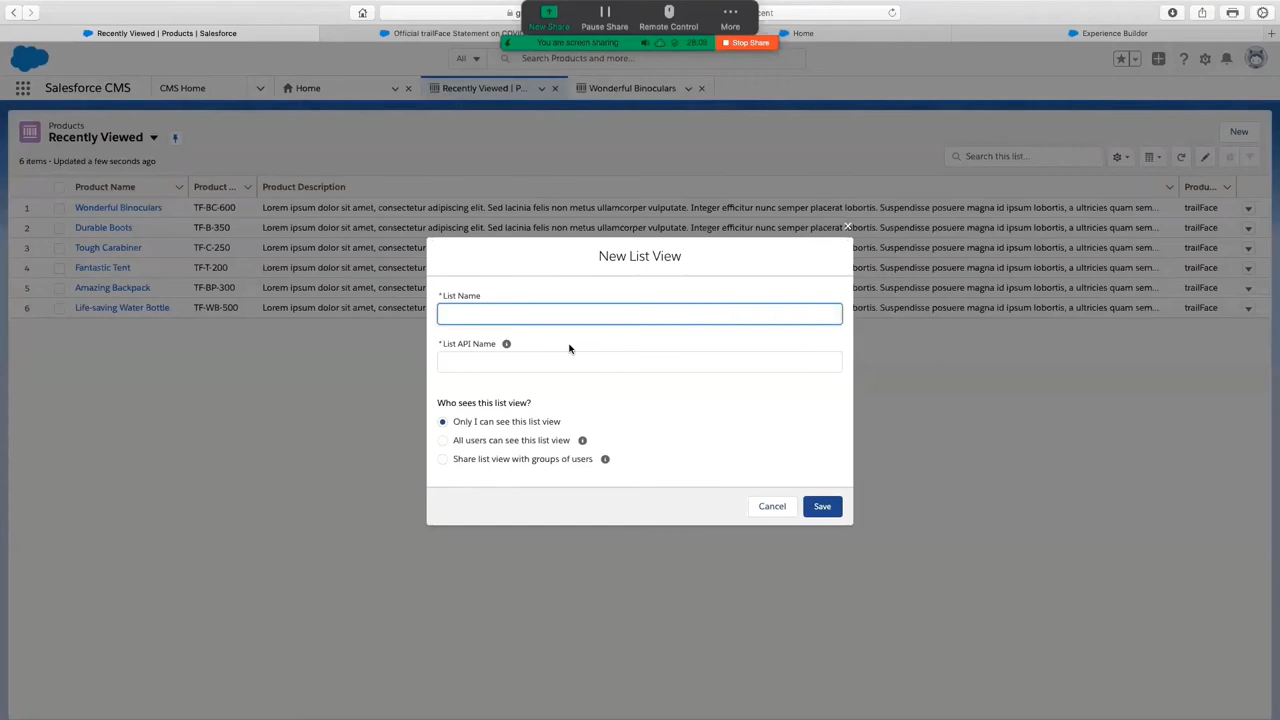 New Share
Pause Share
Remote Control
More
You are screen sharing
28:03
Stop Share
Recently Viewed | Products | Salesforce
Official trailFace Statement on COVI
Home
Experience Builder
All
Search Products and more...
Salesforce CMS
CMS Home
Home
Recently Viewed | P...
Wonderful Binoculars
Products
Recently Viewed
New
6 items • Updated a few seconds ago
Search this list...
Product Name
Product ...
Product Description
Produ...
1 Wonderful Binoculars TF-BC-600 Lorem ipsum dolor sit amet, consectetur adipiscing elit. Sed lacinia felis non metus ullamcorper vulputate. Integer efficitur nunc semper placerat lobortis. Suspendisse posuere magna id ipsum lobortis, a ultricies quam sem... trailFace
2 Durable Boots TF-B-350 Lorem ipsum dolor sit amet, consectetur adipiscing elit. Sed lacinia felis non metus ullamcorper vulputate. Integer efficitur nunc semper placerat lobortis. Suspendisse posuere magna id ipsum lobortis, a ultricies quam sem... trailFace
3 Tough Carabiner TF-C-250 Lorem ipsum dolor sit amet, consectetur lobortis. Suspendisse posuere magna id ipsum lobortis, a ultricies quam sem... trailFace
4 Fantastic Tent TF-T-200 Lorem ipsum dolor sit amet, consectetur lobortis. Suspendisse posuere magna id ipsum lobortis, a ultricies quam sem... trailFace
5 Amazing Backpack TF-BP-300 Lorem ipsum dolor sit amet, consectetur lobortis. Suspendisse posuere magna id ipsum lobortis, a ultricies quam sem... trailFace
6 Life-saving Water Bottle TF-WB-500 Lorem ipsum dolor sit amet, consectetur lobortis. Suspendisse posuere magna id ipsum lobortis, a ultricies quam sem... trailFace
New List View
*List Name
*List API Name
Who sees this list view?
Only I can see this list view
All users can see this list view
Share list view with groups of users
Cancel
Save